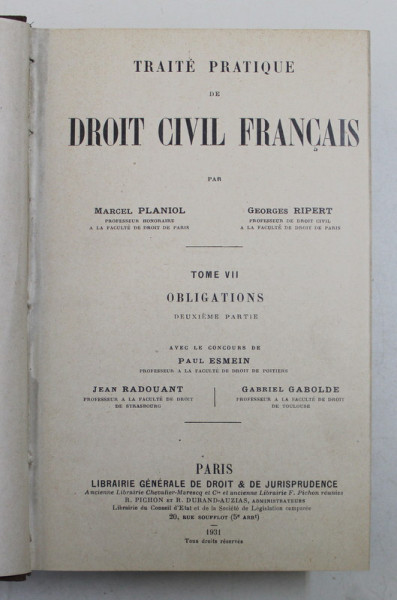 TRAITÉ PRATIQUE
DE
DROIT CIVIL FRANÇAIS
PAR
MARCEL PLANIOL
PROFESSEUR HONORAIRE
A LA FACULTÉ DE DROIT DE PARIS
GEORGES RIPERT
PROFESSEUR DE DROIT CIVIL
A LA FACULTÉ DE DROIT DE PARIS
TOME VII
OBLIGATIONS
DEUXIÈME PARTIE
AVEC LE CONCOURS DE
PAUL ESMEIN
PROFESSEUR A LA FACULTÉ DE DROIT DE POITIERS
JEAN RADOUANT
PROFESSEUR A LA FACULTÉ DE DROIT
DE STRASBOURG
GABRIEL GABOLDE
PROFESSEUR A LA FACULTÉ DE DROIT
DE TOULOUSE
PARIS
LIBRAIRIE GÉNÉRALE DE DROIT & DE JURISPRUDENCE
Ancienne Librairie Chevalier-Marescq et Cie et ancienne Librairie F. Pichon réunies
R. PICHON et R. DURAND-AUZIAS, ADMINISTRATEURS
Librairie du Conseil d'Etat et de la Société de Législation comparée
20, RUE SOUFFLOT (5e ARRt)
1931
Tous droits réservés